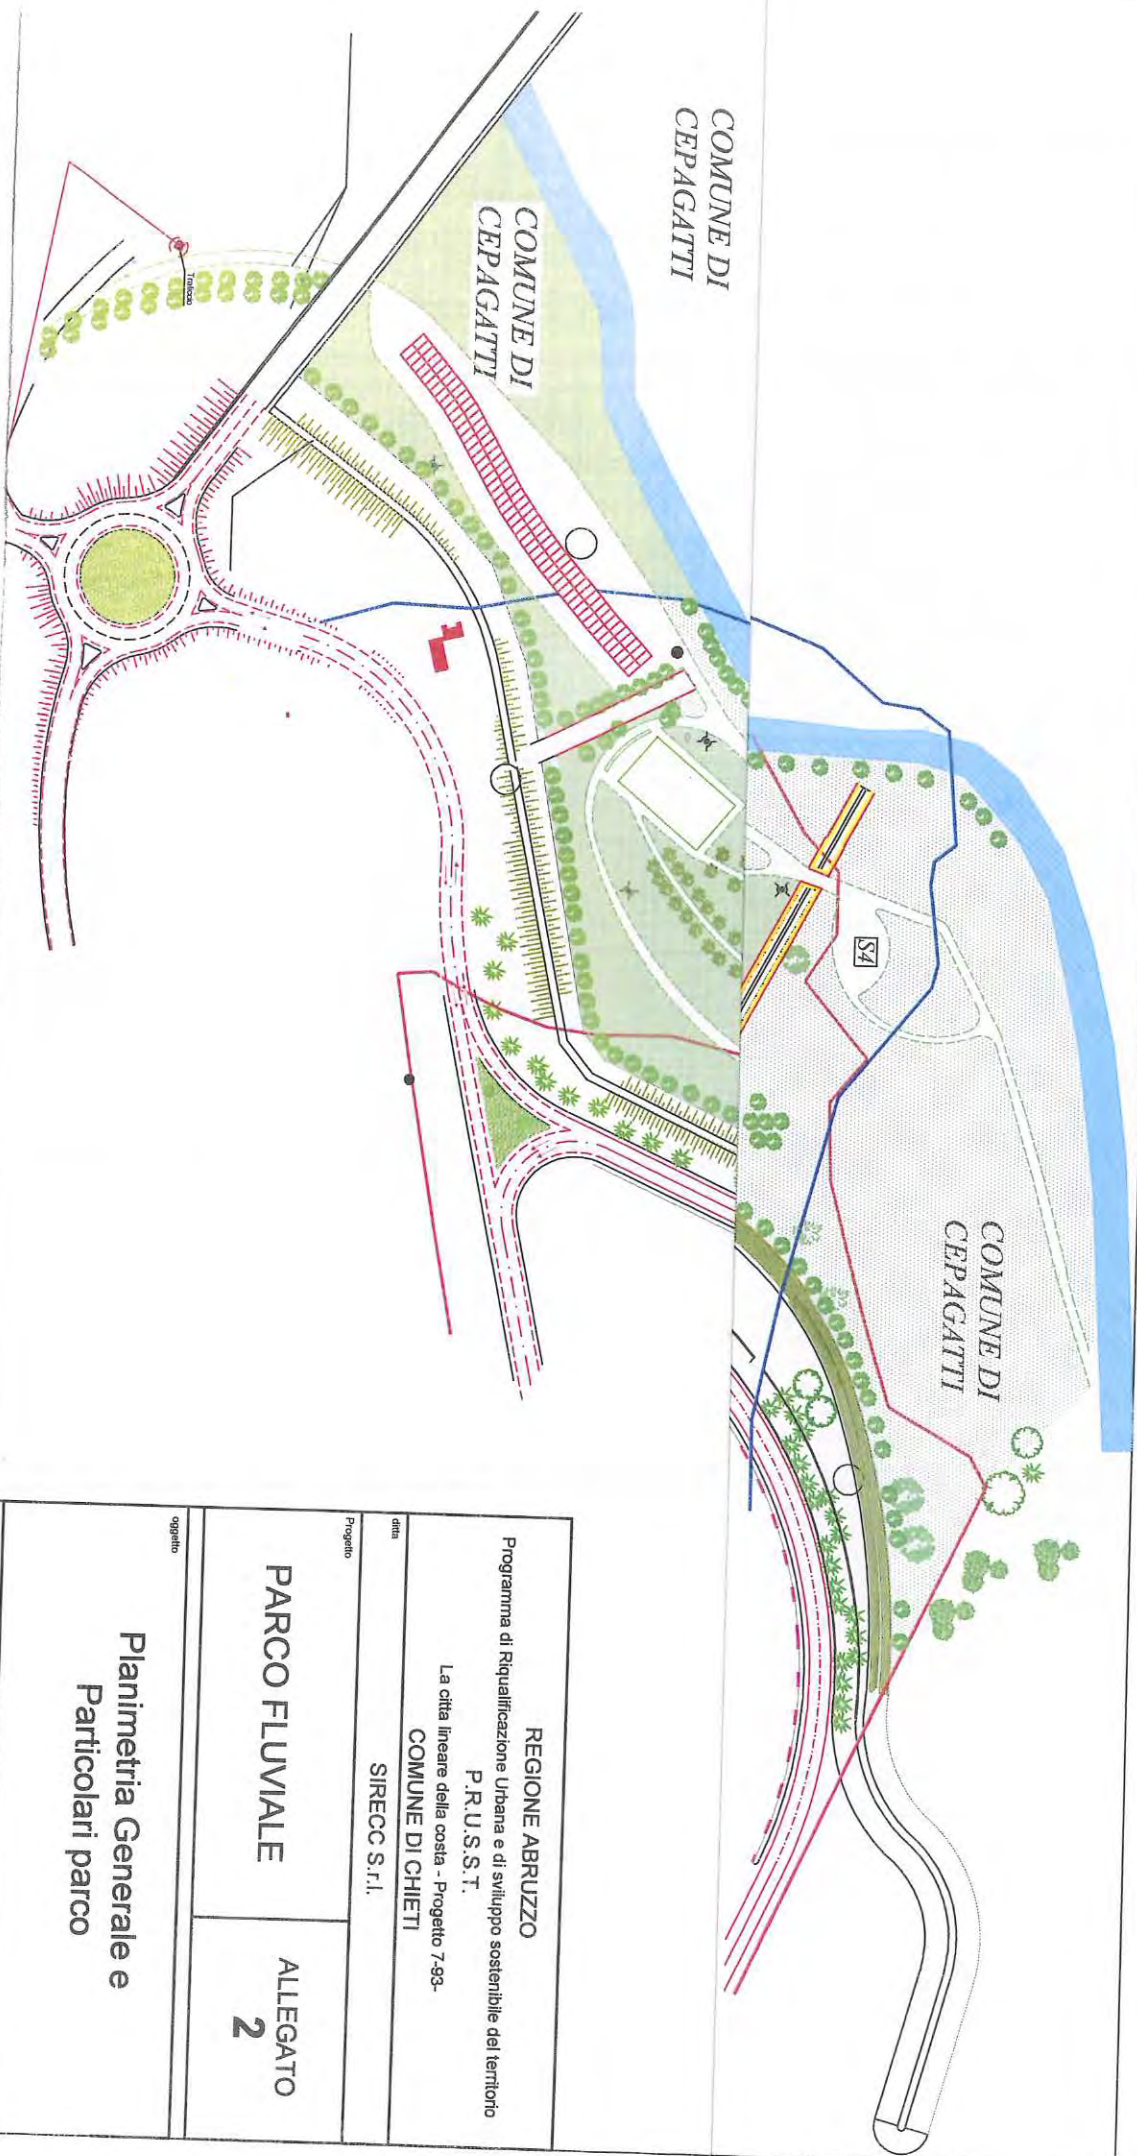 COMUNE DI
CEPAGATTI
COMUNE DI
CEPAGATTI
Traliccio
S4
COMUNE DI
CEPAGATTI
REGIONE ABRUZZO
Programma di Riqualificazione Urbana e di sviluppo sostenibile del territorio
P.R.U.S.S.T.
La citta lineare della costa - Progetto 7-93-
COMUNE DI CHIETI
ditta
SIRECC S.r.l.
Progetto
PARCO FLUVIALE
ALLEGATO
2
oggetto
Planimetria Generale e
Particolari parco